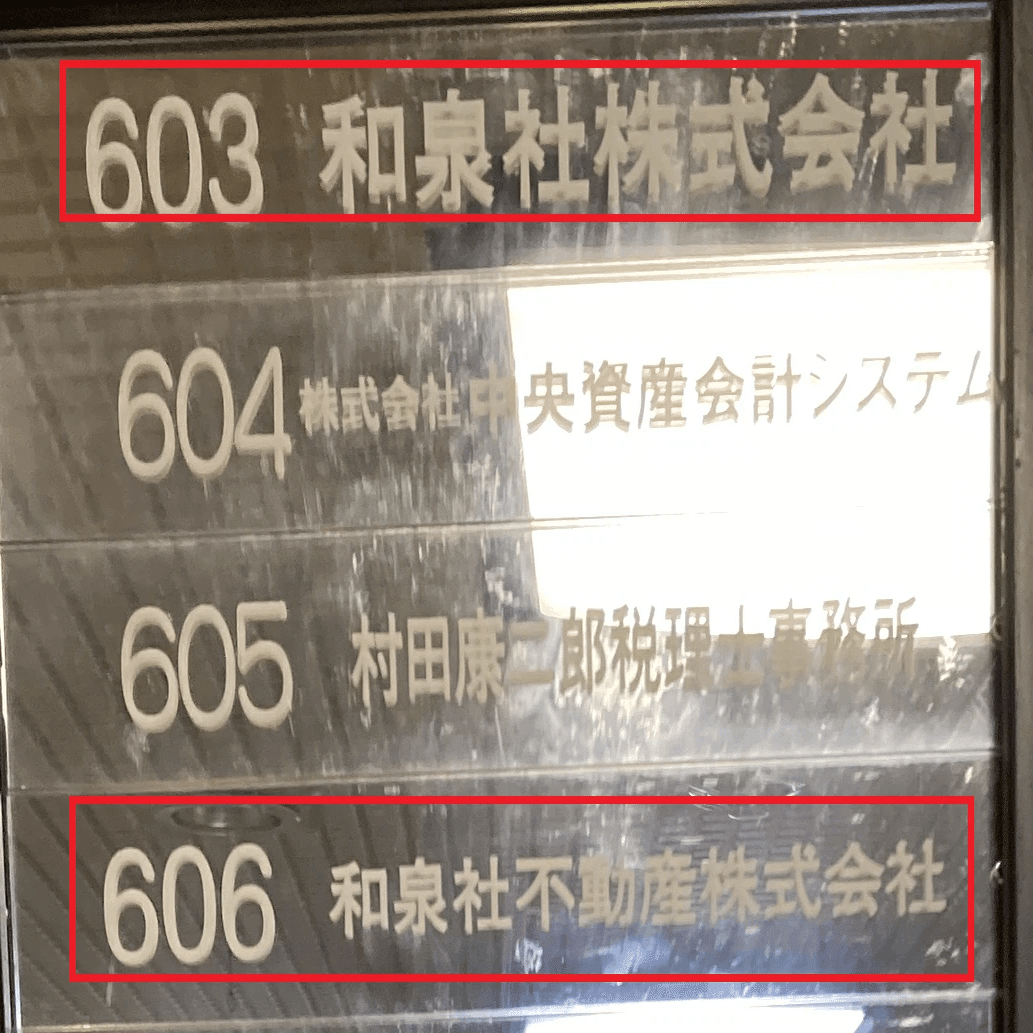 603 和泉社株式会社
604 株式会社中央資産会計システム
605 村田康二郎税理士事務所
606 和泉社不動産株式会社